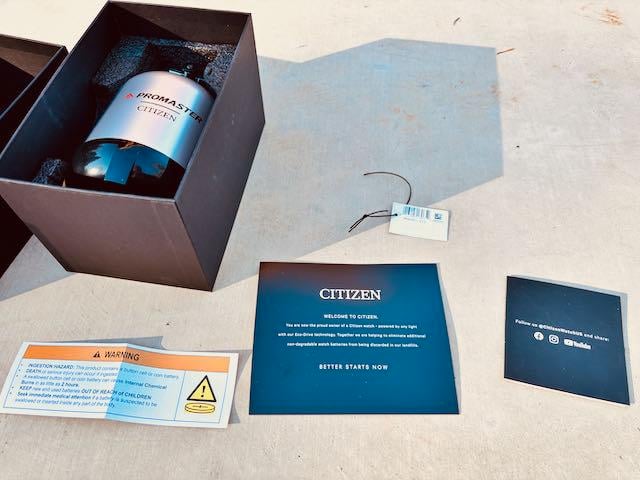 PROMASTER
CITIZEN
CITIZEN
WELCOME TO CITIZEN.
You are now the proud owner of a Citizen watch - powered by any light
with our Eco-Drive technology. Together we are helping to eliminate additional
non-degradable watch batteries from being discarded in our landfills.
BETTER STARTS NOW
Follow us @CitizenWatchUS and share:
YouTube
WARNING
• INGESTION HAZARD: This product contains a button cell or coin battery.
• DEATH or serious injury can occur if ingested.
• A swallowed button cell or coin battery can cause Internal Chemical
Burns in as little as 2 hours.
• KEEP new and used batteries OUT OF REACH of CHILDREN
• Seek immediate medical attention if a battery is suspected to be
swallowed or inserted inside any part of the body.